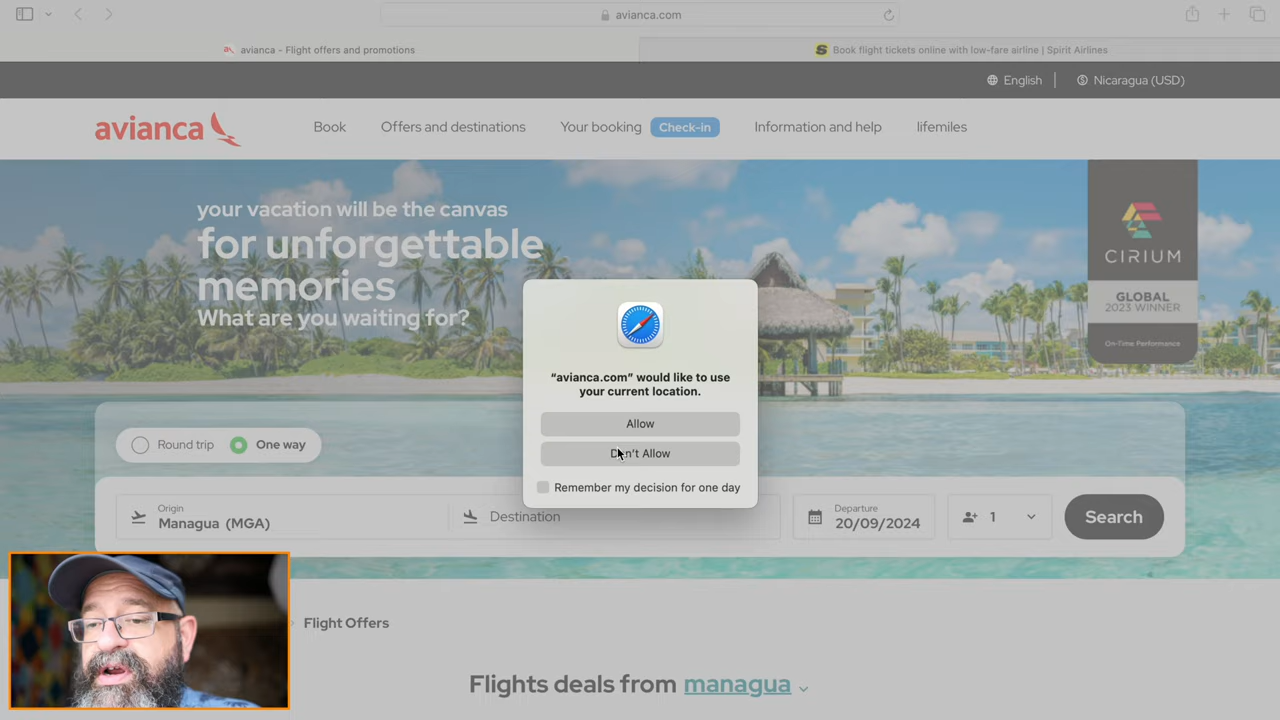 avianca.com
avianca - Flight offers and promotions
Book flight tickets online with low-fare airline | Spirit Airlines
English
Nicaragua (USD)
avianca
Book
Offers and destinations
Your booking
Check-in
Information and help
lifemiles
your vacation will be the canvas
for unforgettable
memories
What are you waiting for?
CIRIUM
GLOBAL
2023 WINNER
On-Time Performance
“avianca.com” would like to use
your current location.
Allow
Don’t Allow
Remember my decision for one day
Round trip
One way
Origin
Managua (MGA)
Destination
Departure
20/09/2024
1
Search
Flight Offers
Flights deals from managua